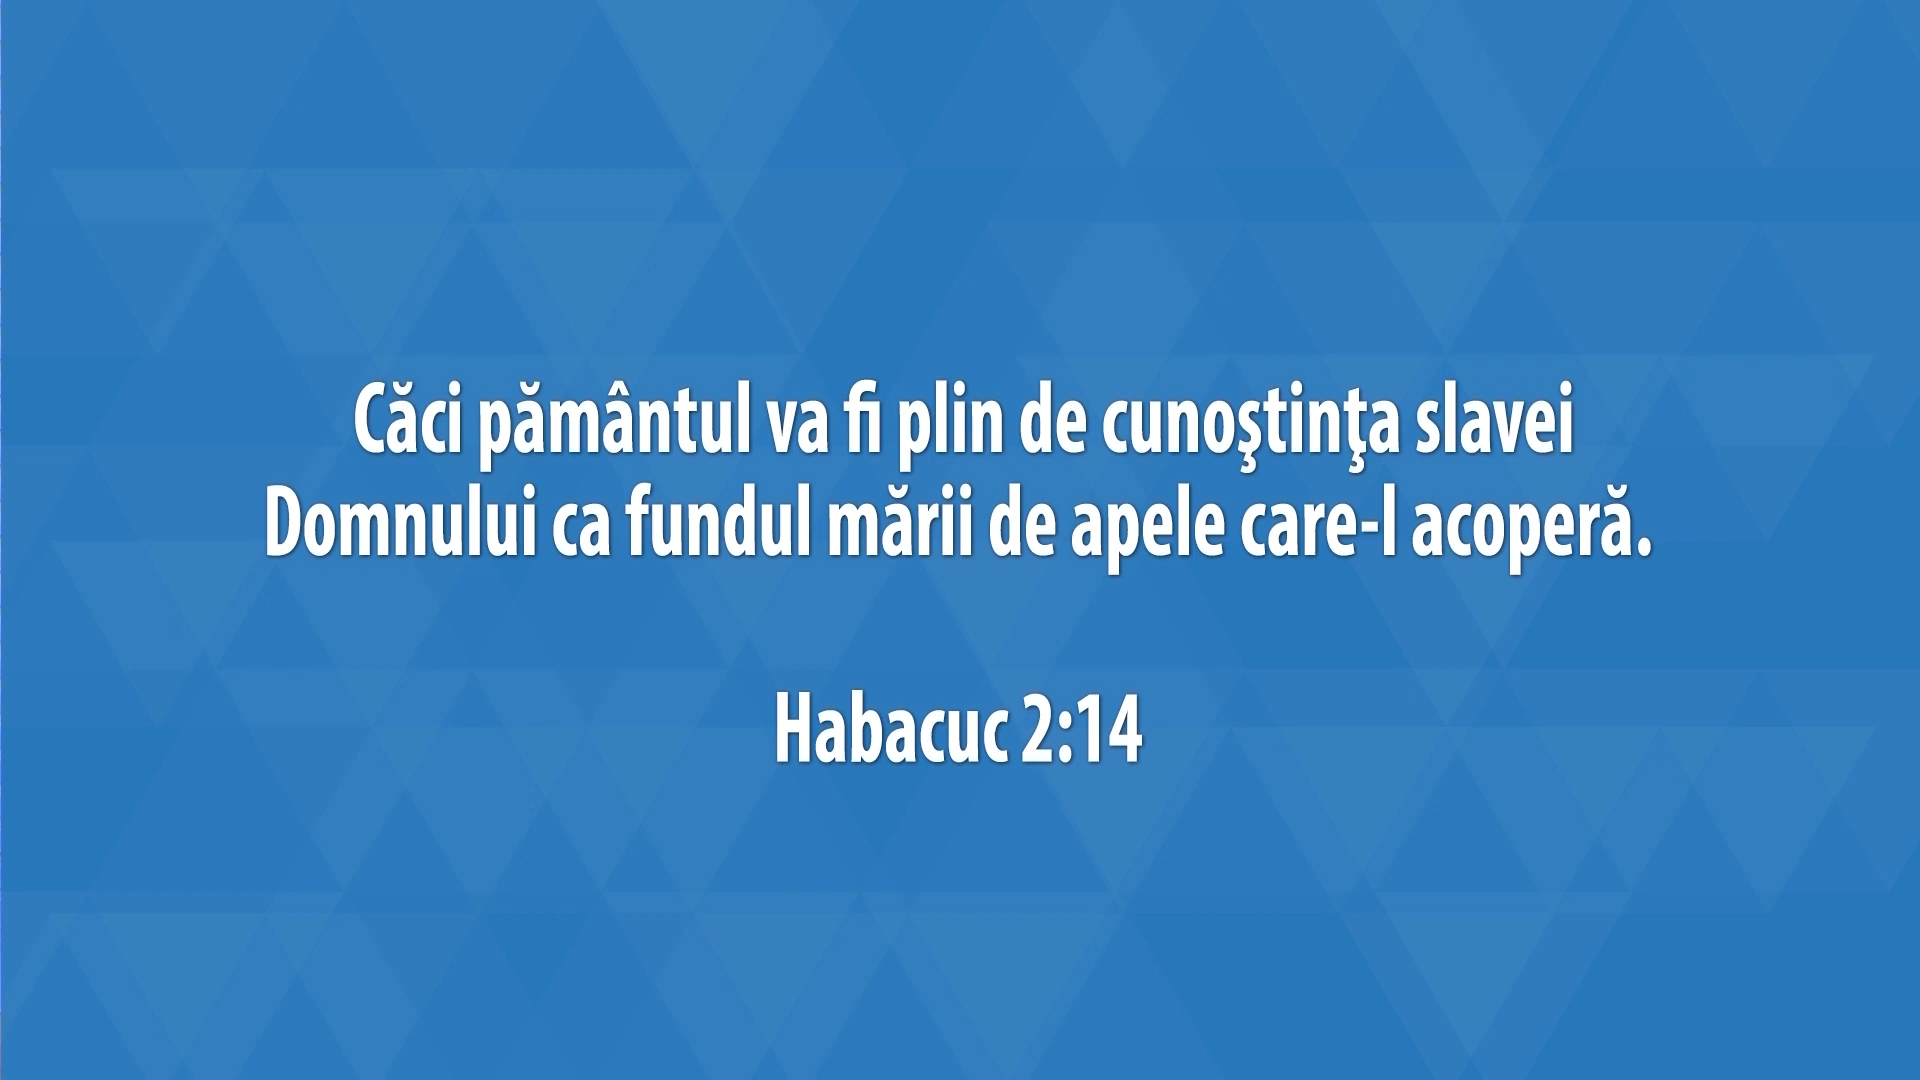 Căci pământul va fi plin de cunoştinţa slavei
Domnului ca fundul mării de apele care-l acoperă.
Habacuc 2:14